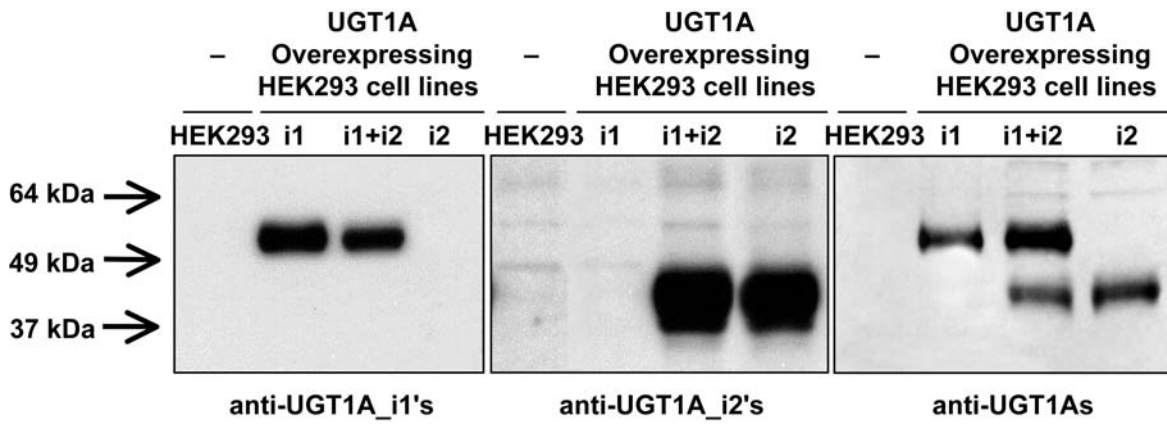 UGT1A
– Overexpressing
HEK293 cell lines
HEK293 i1 i1+i2 i2
UGT1A
– Overexpressing
HEK293 cell lines
HEK293 i1 i1+i2 i2
UGT1A
– Overexpressing
HEK293 cell lines
HEK293 i1 i1+i2 i2
64 kDa
49 kDa
37 kDa
anti-UGT1A_i1's
anti-UGT1A_i2's
anti-UGT1As